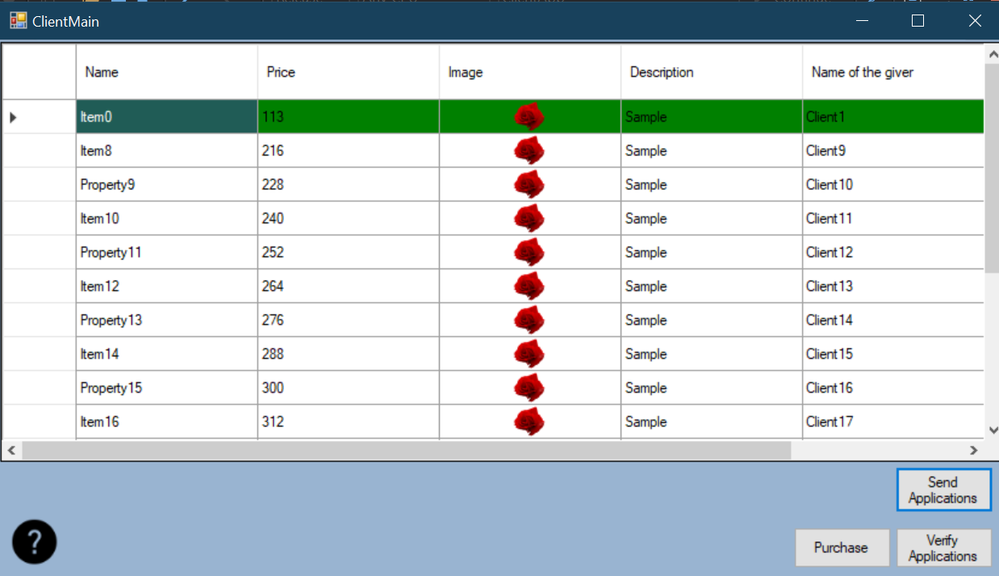 ClientMain
Name Price Image Description Name of the giver
Item0 113 Sample Client1
Item8 216 Sample Client9
Property9 228 Sample Client10
Item10 240 Sample Client11
Property11 252 Sample Client12
Item12 264 Sample Client13
Property13 276 Sample Client14
Item14 288 Sample Client15
Property15 300 Sample Client16
Item16 312 Sample Client17
Send
Applications
?
Purchase
Verify
Applications